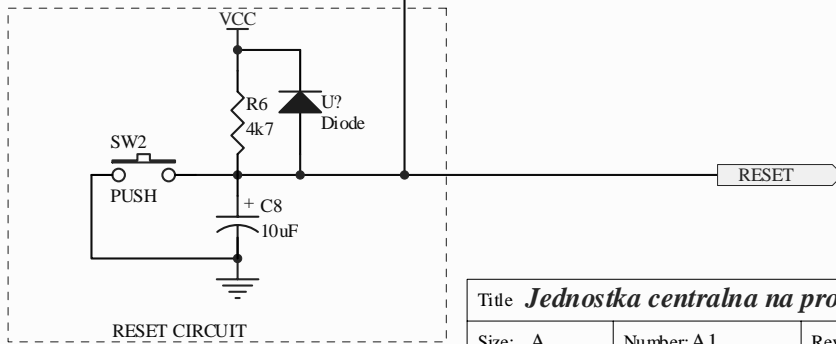 VCC
R6
4k7
U?
Diode
SW2
PUSH
RESET
+ C8
10uF
RESET CIRCUIT
Title Jednostka centralna na pro
Size: A
Number: A1
Rev